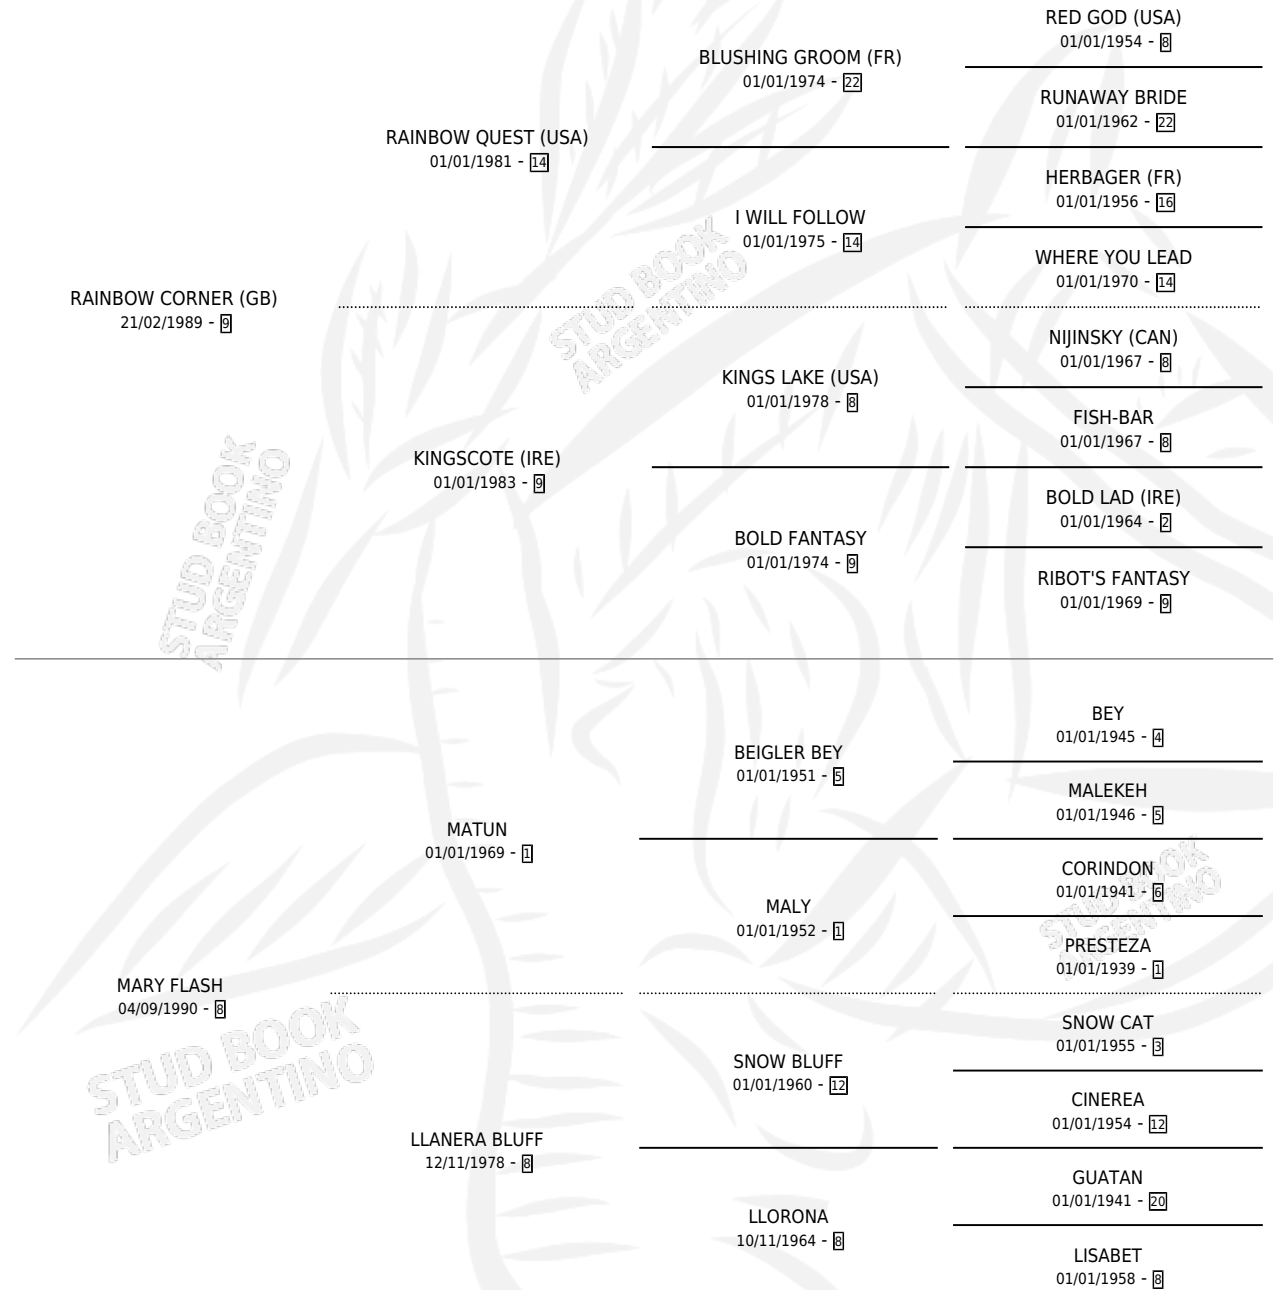 RED GOD (USA)
01/01/1954 - 8
BLUSHING GROOM (FR)
01/01/1974 - 22
RUNAWAY BRIDE
01/01/1962 - 22
RAINBOW QUEST (USA)
01/01/1981 - 14
HERBAGER (FR)
01/01/1956 - 16
I WILL FOLLOW
01/01/1975 - 14
WHERE YOU LEAD
01/01/1970 - 14
RAINBOW CORNER (GB)
21/02/1989 - 9
STUD BOOK
ARGENTINO
NIJINSKY (CAN)
01/01/1967 - 8
KINGS LAKE (USA)
01/01/1978 - 8
FISH-BAR
01/01/1967 - 8
KINGSCOTE (IRE)
01/01/1983 - 9
BOLD LAD (IRE)
01/01/1964 - 2
BOLD FANTASY
01/01/1974 - 9
RIBOT'S FANTASY
01/01/1969 - 9
STUD BOOK
ARGENTINO
BEY
01/01/1945 - 4
BEIGLER BEY
01/01/1951 - 5
MALEKEH
01/01/1946 - 5
MATUN
01/01/1969 - 1
CORINDON
01/01/1941 - 6
MALY
01/01/1952 - 1
PRESTEZA
01/01/1939 - 1
STUD BOOK
ARGENTINO
MARY FLASH
04/09/1990 - 8
SNOW CAT
01/01/1955 - 3
SNOW BLUFF
01/01/1960 - 12
CINEREA
01/01/1954 - 12
STUD BOOK
ARGENTINO
LLANERA BLUFF
12/11/1978 - 8
GUATAN
01/01/1941 - 20
LLORONA
10/11/1964 - 8
LISABET
01/01/1958 - 8